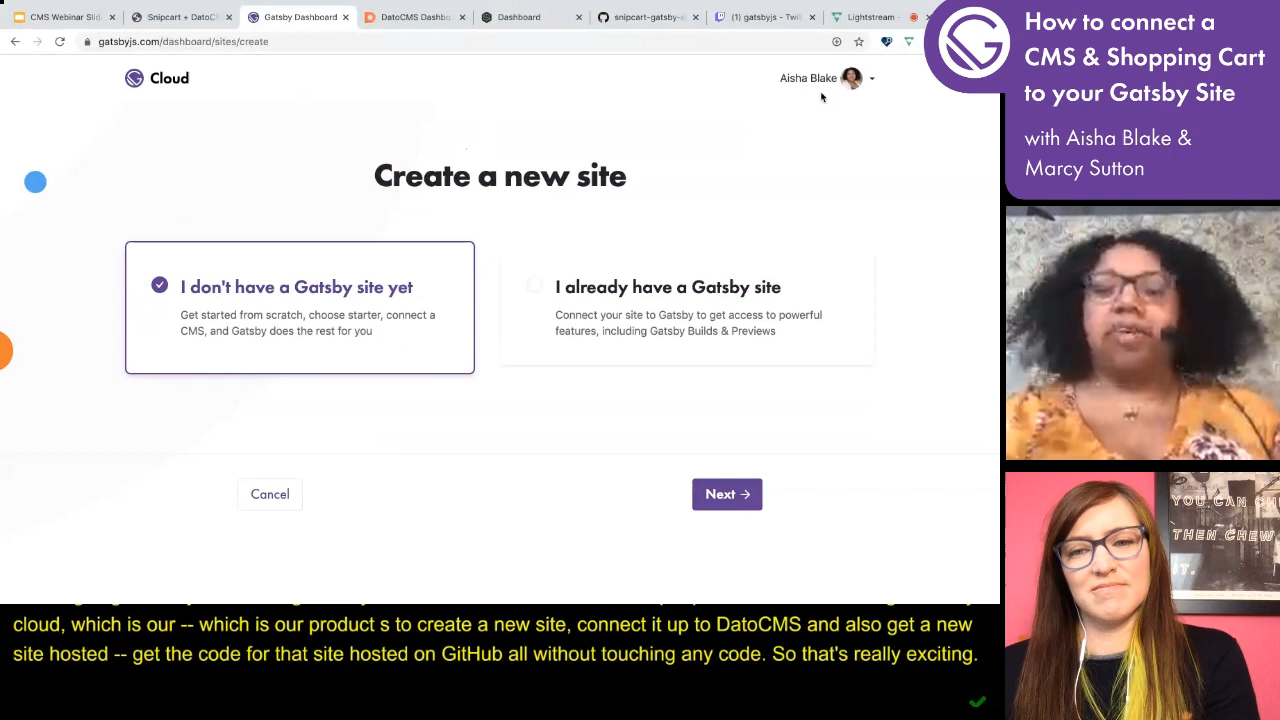 CMS Webinar Slid
Snipcart + DatoC
Gatsby Dashboard
DatoCMS Dashbo
Dashboard
snipcart-gatsby-
(1) gatsbyjs - Twi
Lightstream
gatsbyjs.com/dashboard/sites/create
Cloud
Aisha Blake
Create a new site
I don't have a Gatsby site yet
Get started from scratch, choose starter, connect a
CMS, and Gatsby does the rest for you
I already have a Gatsby site
Connect your site to Gatsby to get access to powerful
features, including Gatsby Builds & Previews
Cancel
Next →
How to connect a
CMS & Shopping Cart
to your Gatsby Site
with Aisha Blake &
Marcy Sutton
YOU CAN CHE
THEN CHEW
IT.
cloud, which is our -- which is our product s to create a new site, connect it up to DatoCMS and also get a new
site hosted -- get the code for that site hosted on GitHub all without touching any code. So that's really exciting.